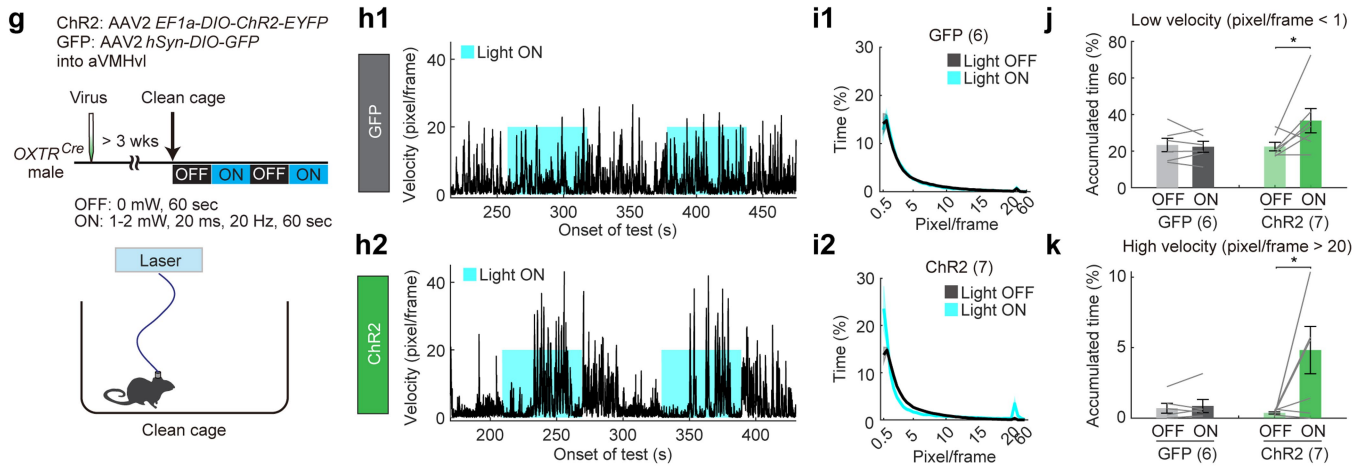 g
ChR2: AAV2 EF1a-DIO-ChR2-EYFP
GFP: AAV2 hSyn-DIO-GFP
into aVMHvl
Virus
Clean cage
> 3 wks
OXTR^Cre
male
OFF ON OFF ON
OFF: 0 mW, 60 sec
ON: 1-2 mW, 20 ms, 20 Hz, 60 sec
Laser
Clean cage
h1
GFP
Light ON
Velocity (pixel/frame)
40
20
0
250 300 350 400 450
Onset of test (s)
h2
ChR2
Light ON
Velocity (pixel/frame)
40
20
0
200 250 300 350 400
Onset of test (s)
i1
GFP (6)
Light OFF
Light ON
Time (%)
30
20
10
0
0.5 5 10 20 60
Pixel/frame
i2
ChR2 (7)
Light OFF
Light ON
Time (%)
30
20
10
0
0.5 5 10 20 60
Pixel/frame
j
Low velocity (pixel/frame < 1)
*
Accumulated time (%)
80
60
40
20
0
OFF ON OFF ON
GFP (6) ChR2 (7)
k
High velocity (pixel/frame > 20)
*
Accumulated time (%)
10
5
0
OFF ON OFF ON
GFP (6) ChR2 (7)